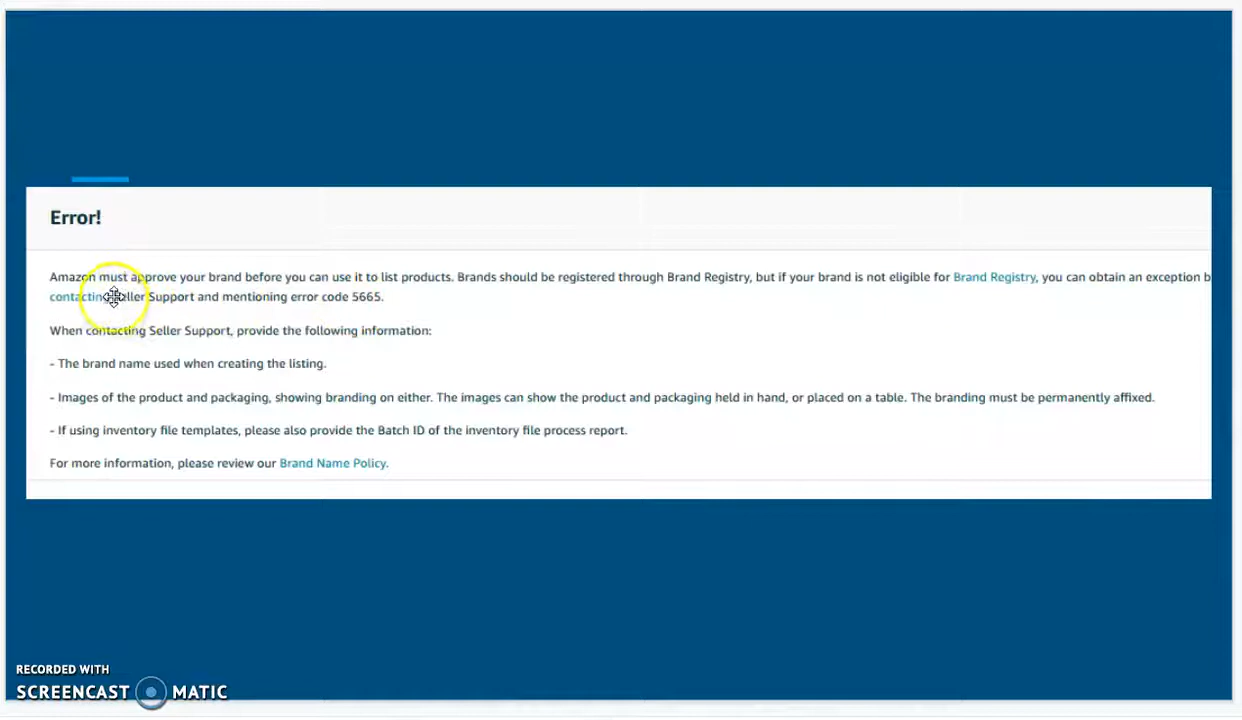 Error!
Amazon must approve your brand before you can use it to list products. Brands should be registered through Brand Registry, but if your brand is not eligible for Brand Registry, you can obtain an exception b
contacting Seller Support and mentioning error code 5665.
When contacting Seller Support, provide the following information:
- The brand name used when creating the listing.
- Images of the product and packaging, showing branding on either. The images can show the product and packaging held in hand, or placed on a table. The branding must be permanently affixed.
- If using inventory file templates, please also provide the Batch ID of the inventory file process report.
For more information, please review our Brand Name Policy.
RECORDED WITH
SCREENCAST MATIC